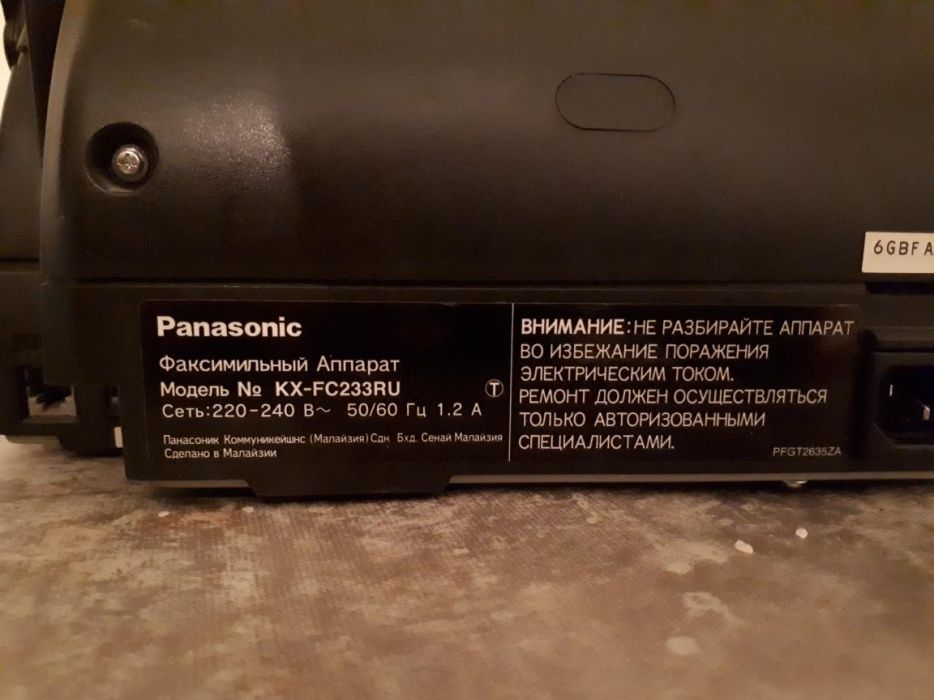 6GBFA
Panasonic
Факсимильный Аппарат
Модель № KX-FC233RU
Т
Сеть:220-240 В~ 50/60 Гц 1.2 А
Панасоник Коммуникейшнс (Малайзия) Сдн. Бхд. Сенай Малайзия
Сделано в Малайзии
ВНИМАНИЕ: НЕ РАЗБИРАЙТЕ АППАРАТ
ВО ИЗБЕЖАНИЕ ПОРАЖЕНИЯ
ЭЛЕКТРИЧЕСКИМ ТОКОМ.
РЕМОНТ ДОЛЖЕН ОСУЩЕСТВЛЯТЬСЯ
ТОЛЬКО АВТОРИЗОВАННЫМИ
СПЕЦИАЛИСТАМИ.
PFGT2635ZA